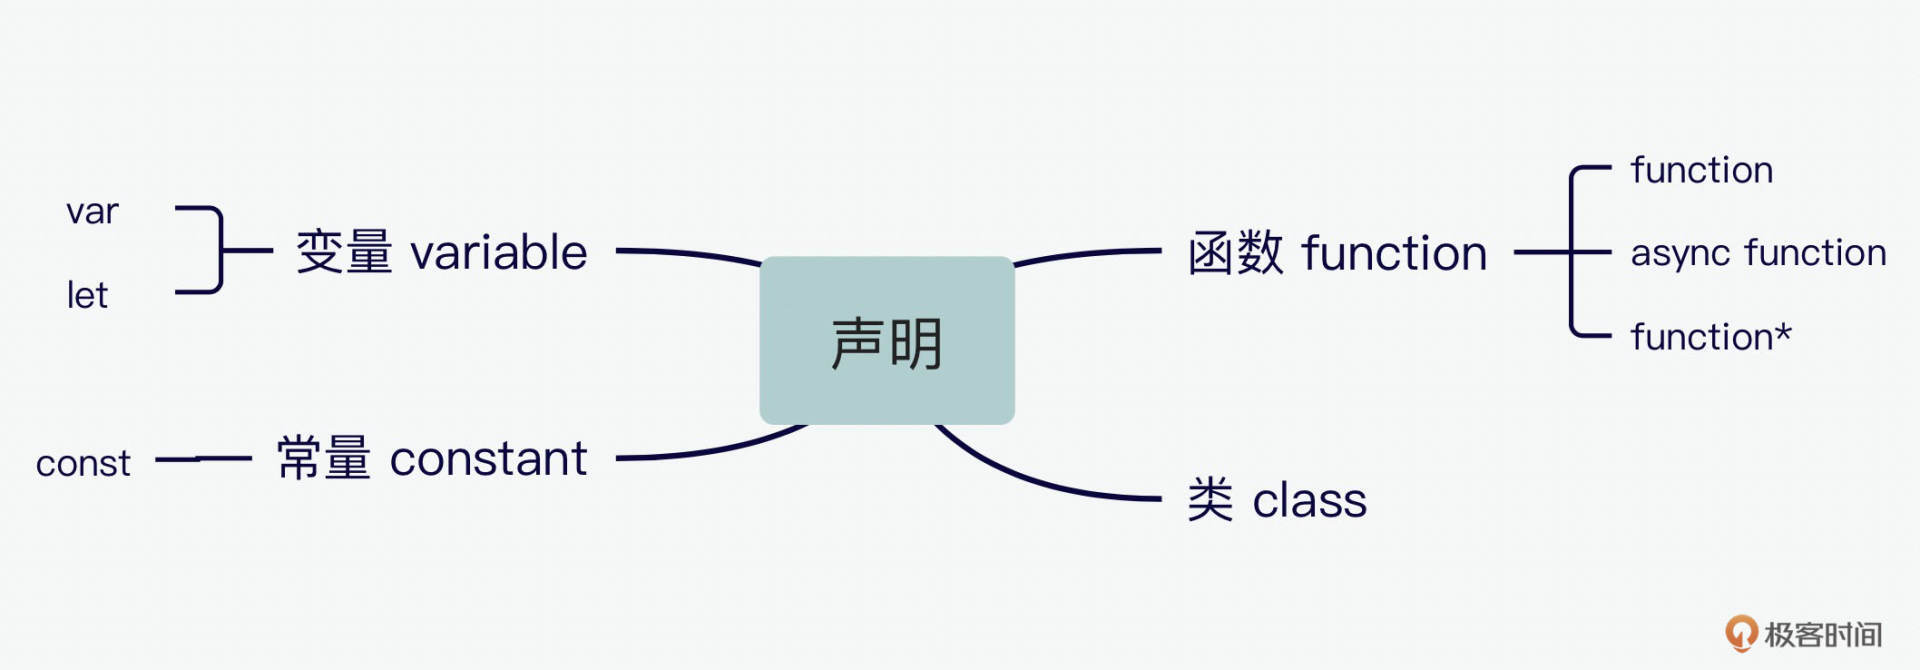 声明
变量 variable
var
let
常量 constant
const
函数 function
function
async function
function*
类 class
极客时间